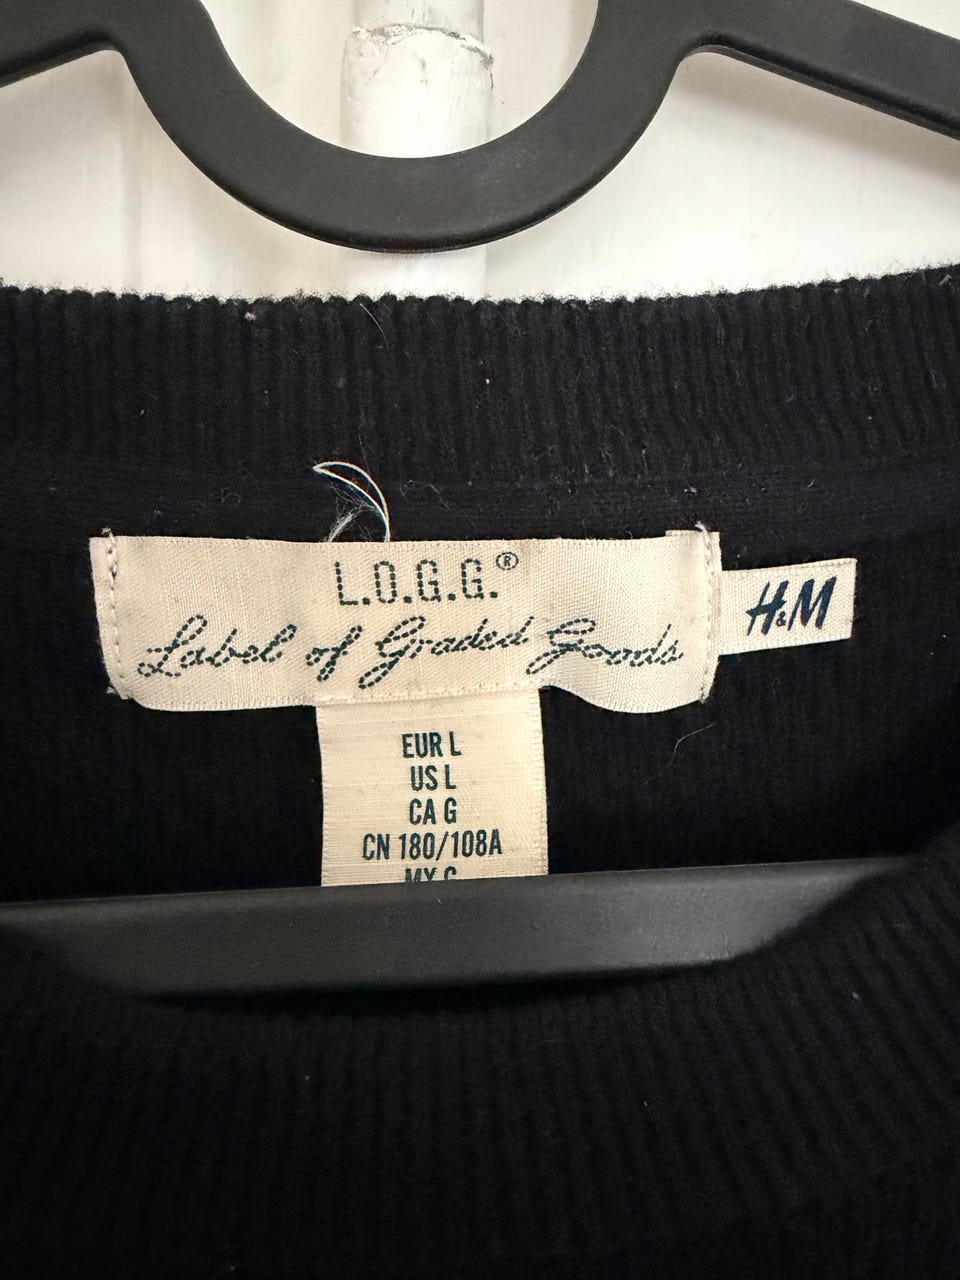 L.O.G.G.®
Label of Graded Goods
H&M
EUR L
US L
CA G
CN 180/108A